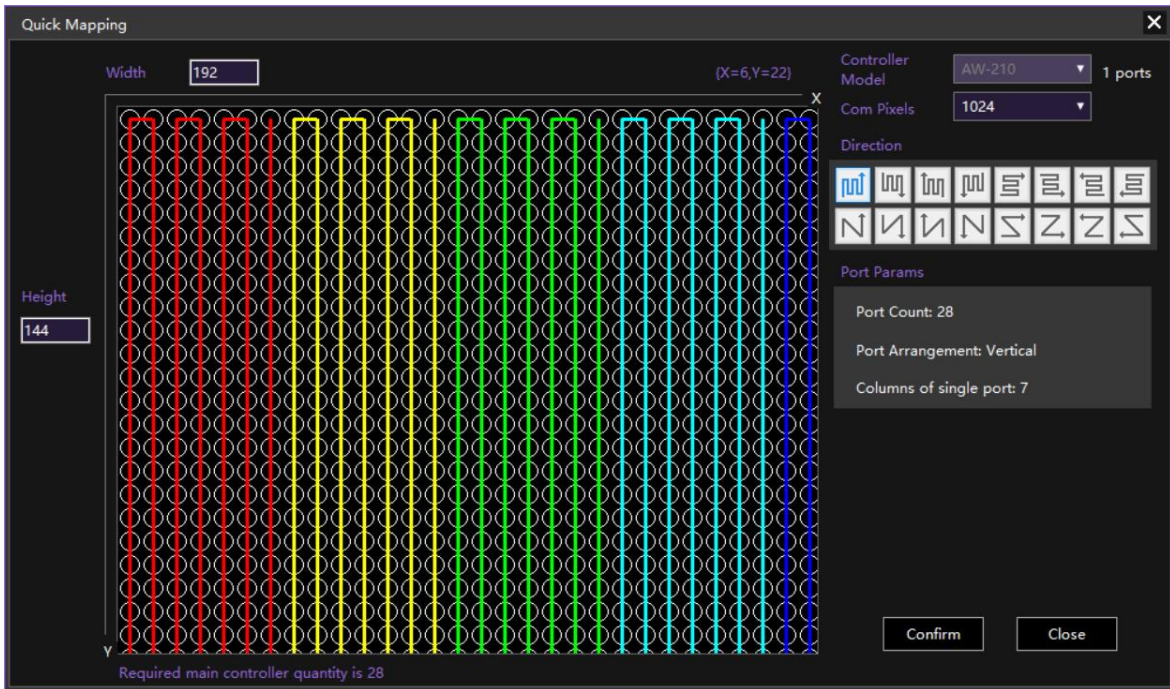 Quick Mapping
Width 192 {X=6,Y=22}
Controller Model AW-210 1 ports
Com Pixels 1024
X
Direction
Port Params
Height
144
Port Count: 28
Port Arrangement: Vertical
Columns of single port: 7
Confirm Close
Y
Required main controller quantity is 28